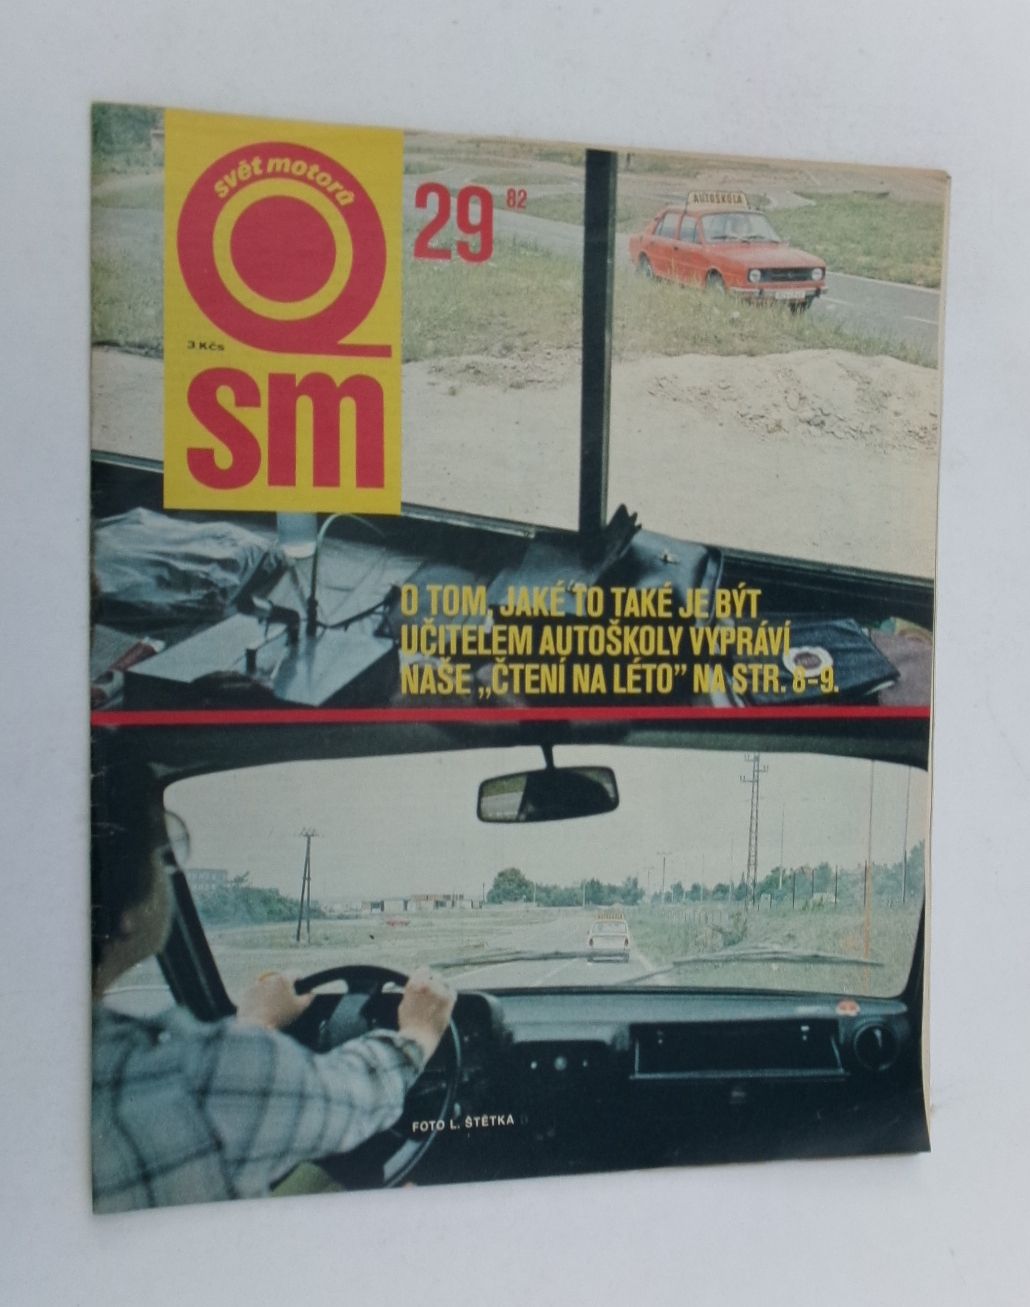 svět motorů
29 82
AUTOŠKOLA
3 Kčs
sm
O TOM, JAKÉ TO TAKÉ JE BÝT
UČITELEM AUTOŠKOLY VYPRÁVÍ
NAŠE „ČTENÍ NA LÉTO” NA STR. 8-9.
FOTO L. ŠTĚTKA